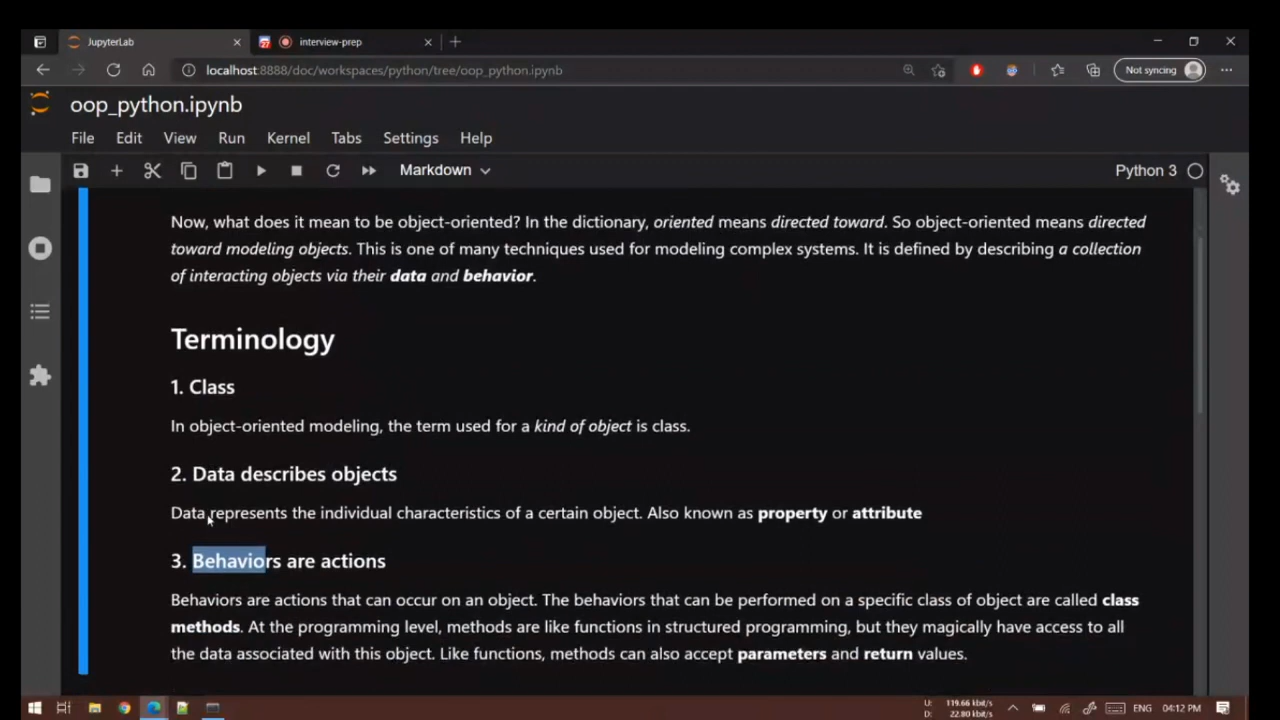 JupyterLab
interview-prep
localhost:8888/doc/workspaces/python/tree/oop_python.ipynb
Not syncing
oop_python.ipynb
File Edit View Run Kernel Tabs Settings Help
Markdown
Python 3
Now, what does it mean to be object-oriented? In the dictionary, oriented means directed toward. So object-oriented means directed
toward modeling objects. This is one of many techniques used for modeling complex systems. It is defined by describing a collection
of interacting objects via their data and behavior.
Terminology
1. Class
In object-oriented modeling, the term used for a kind of object is class.
2. Data describes objects
Data represents the individual characteristics of a certain object. Also known as property or attribute
3. Behaviors are actions
Behaviors are actions that can occur on an object. The behaviors that can be performed on a specific class of object are called class
methods. At the programming level, methods are like functions in structured programming, but they magically have access to all
the data associated with this object. Like functions, methods can also accept parameters and return values.
U: 119.66 kbit/s
D: 22.80 kbit/s
ENG 04:12 PM